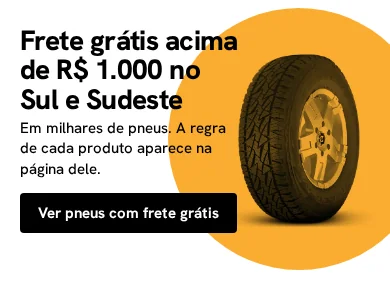 Frete grátis acima
de R$ 1.000 no
Sul e Sudeste
Em milhares de pneus. A regra
de cada produto aparece na
página dele.
Ver pneus com frete grátis